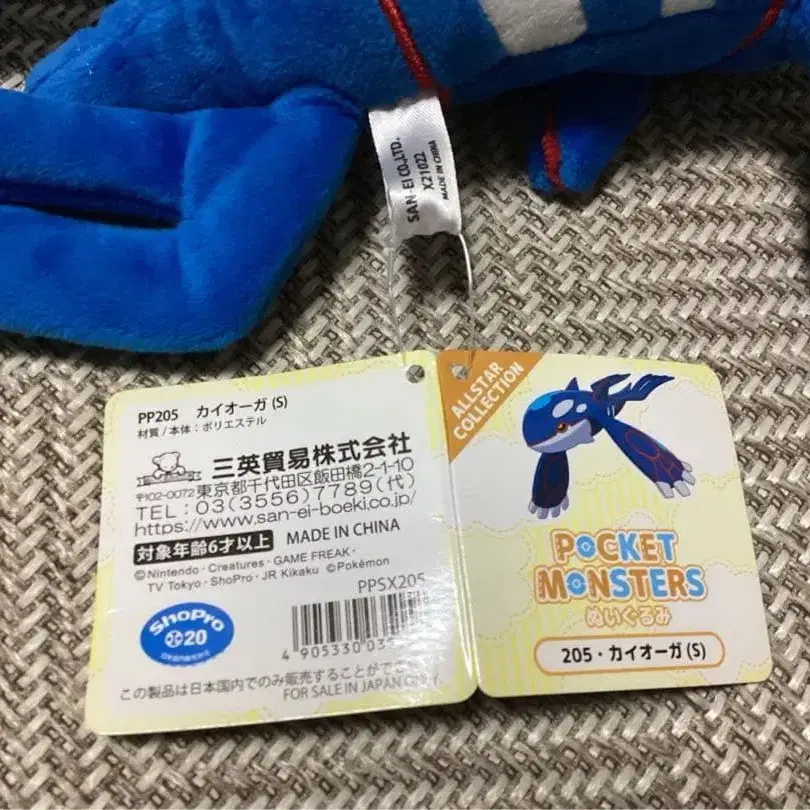 SAN-EI CO.,LTD.
X21022
MADE IN CHINA
PP205 カイオーガ (S)
材質/本体:ポリエステル
三英貿易株式会社
〒102-0072 東京都千代田区飯田橋2-1-10
TEL:03(3556)7789(代)
https://www.san-ei-boeki.co.jp/
対象年齢6才以上 MADE IN CHINA
©Nintendo・Creatures・GAME FREAK・
TV Tokyo・ShoPro・JR Kikaku ©Pokémon
PPSX205
ShoPro
20
4 905330 00
この製品は日本国内でのみ販売することが
FOR SALE IN JAPAN ONLY.
ALLSTAR
COLLECTION
POCKET
MONSTERS
ぬいぐるみ
205・カイオーガ(S)